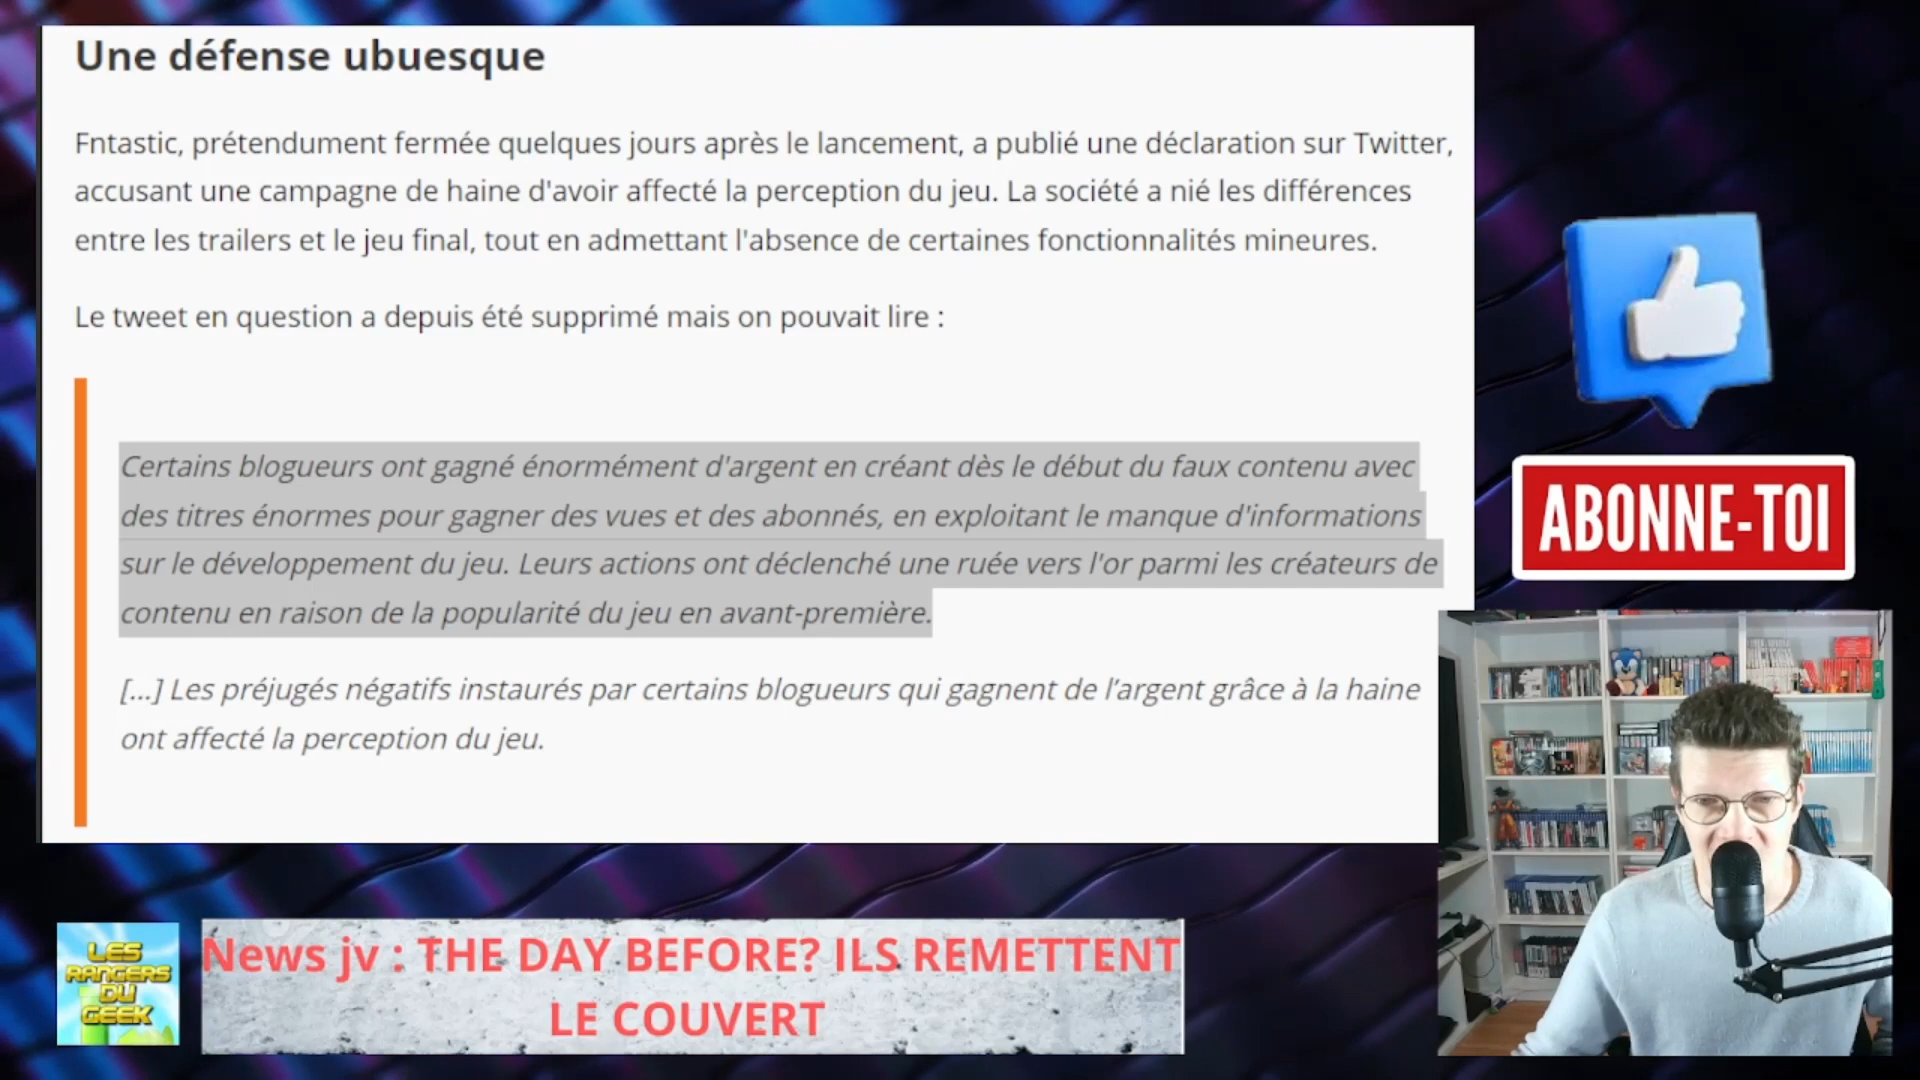 Une défense ubuesque
Fntastic, prétendument fermée quelques jours après le lancement, a publié une déclaration sur Twitter,
accusant une campagne de haine d'avoir affecté la perception du jeu. La société a nié les différences
entre les trailers et le jeu final, tout en admettant l'absence de certaines fonctionnalités mineures.
Le tweet en question a depuis été supprimé mais on pouvait lire :
Certains blogueurs ont gagné énormément d'argent en créant dès le début du faux contenu avec
des titres énormes pour gagner des vues et des abonnés, en exploitant le manque d'informations
sur le développement du jeu. Leurs actions ont déclenché une ruée vers l'or parmi les créateurs de
contenu en raison de la popularité du jeu en avant-première.
[...] Les préjugés négatifs instaurés par certains blogueurs qui gagnent de l’argent grâce à la haine
ont affecté la perception du jeu.
ABONNE-TOI
LES
RANGERS
DU
GEEK
News jv : THE DAY BEFORE? ILS REMETTENT
LE COUVERT